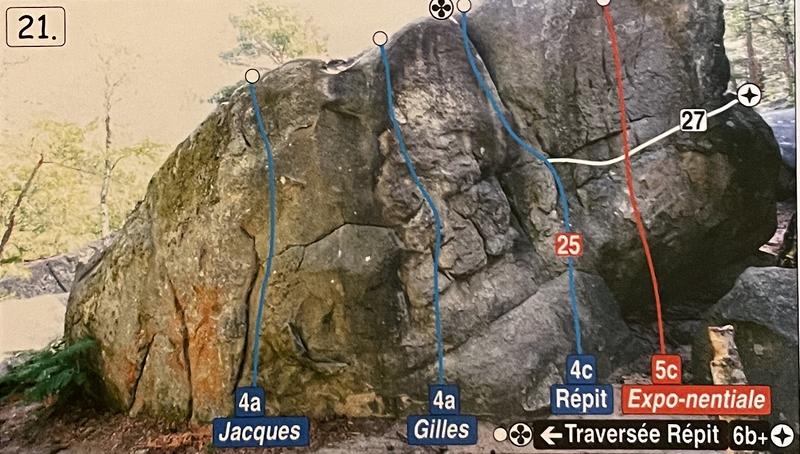 21.
27
25
4a
Jacques
4a
Gilles
4c
Répit
5c
Expo-nentiale
Traversée Répit 6b+